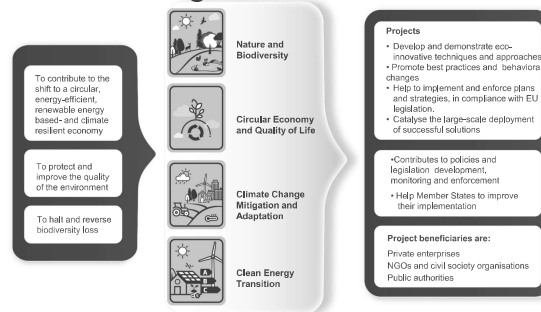 To contribute to the
shift to a circular,
energy-efficient,
renewable energy
based- and climate
resilient economy
To protect and
improve the quality
of the environment
To halt and reverse
biodiversity loss
Nature and
Biodiversity
Circular Economy
and Quality of Life
Climate Change
Mitigation and
Adaptation
A
B
C
Clean Energy
Transition
Projects
• Develop and demonstrate eco-
innovative techniques and approaches
• Promote best practices and behavioral
changes
• Help to implement and enforce plans
and strategies, in compliance with EU
legislation.
• Catalyse the large-scale deployment
of successful solutions
•Contributes to policies and
legislation development,
monitoring and enforcement
• Help Member States to improve
their implementation
Project beneficiaries are:
Private enterprises
NGOs and civil society organisations
Public authorities